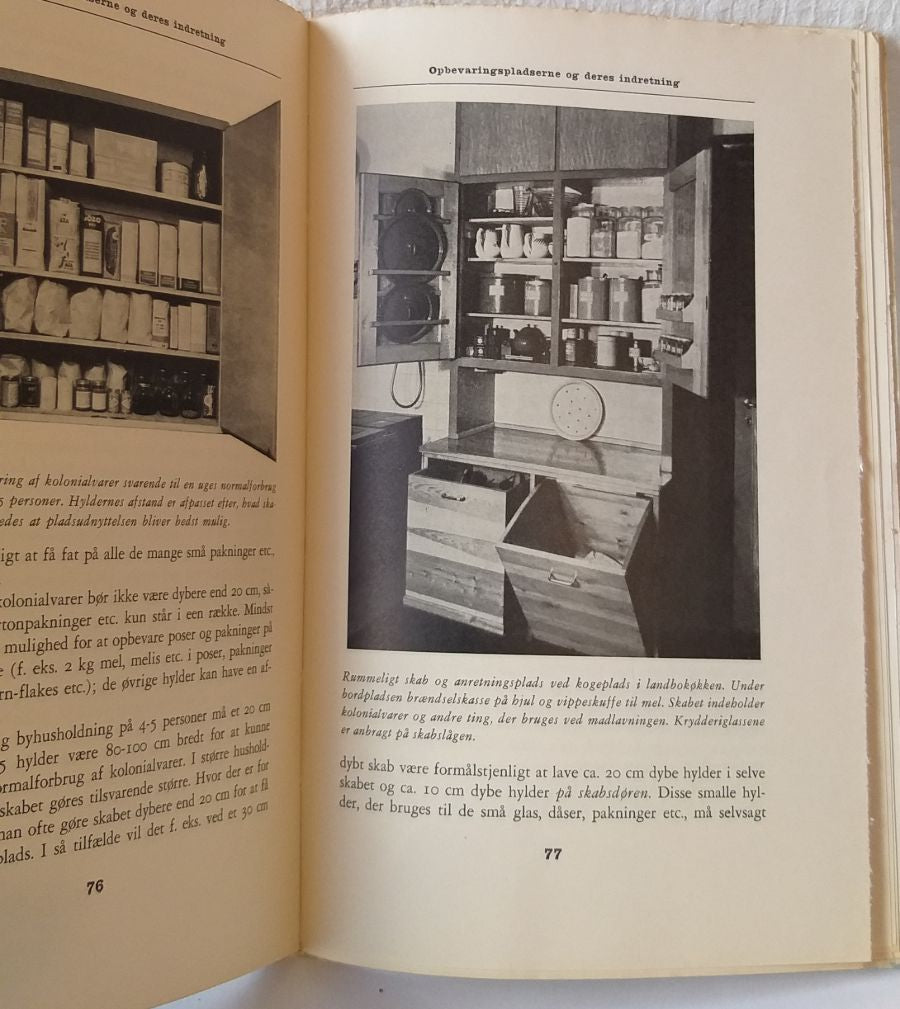 og deres indretning
ring af kolonialvarer svarende til en uges normalforbrug
5 personer. Hyldernes afstand er afpasset efter, hvad ska-
edes at pladsudnyttelsen bliver bedst mulig.
igt at få fat på alle de mange små pakninger etc.,
kolonialvarer bør ikke være dybere end 20 cm, så-
rtonpakninger etc. kun står i een række. Mindst
mulighed for at opbevare poser og pakninger på
e (f. eks. 2 kg mel, melis etc. i poser, pakninger
rn-flakes etc.); de øvrige hylder kan have en af-
g byhusholdning på 4-5 personer må et 20 cm
5 hylder være 80-100 cm bredt for at kunne
ormalforbrug af kolonialvarer. I større hushold-
skabet gøres tilsvarende større. Hvor der er for
man ofte gøre skabet dybere end 20 cm for at få
plads. I så tilfælde vil det f. eks. ved et 30 cm
76
Opbevaringspladserne og deres indretning
Rummeligt skab og anretningsplads ved kogeplads i landbokøkken. Under
bordpladsen brændselskasse på hjul og vippeskuffe til mel. Skabet indeholder
kolonialvarer og andre ting, der bruges ved madlavningen. Krydderiglassene
er anbragt på skabslågen.
dybt skab være formålstjenligt at lave ca. 20 cm dybe hylder i selve
skabet og ca. 10 cm dybe hylder på skabsdøren. Disse smalle hyl-
der, der bruges til de små glas, dåser, pakninger etc., må selvsagt
77